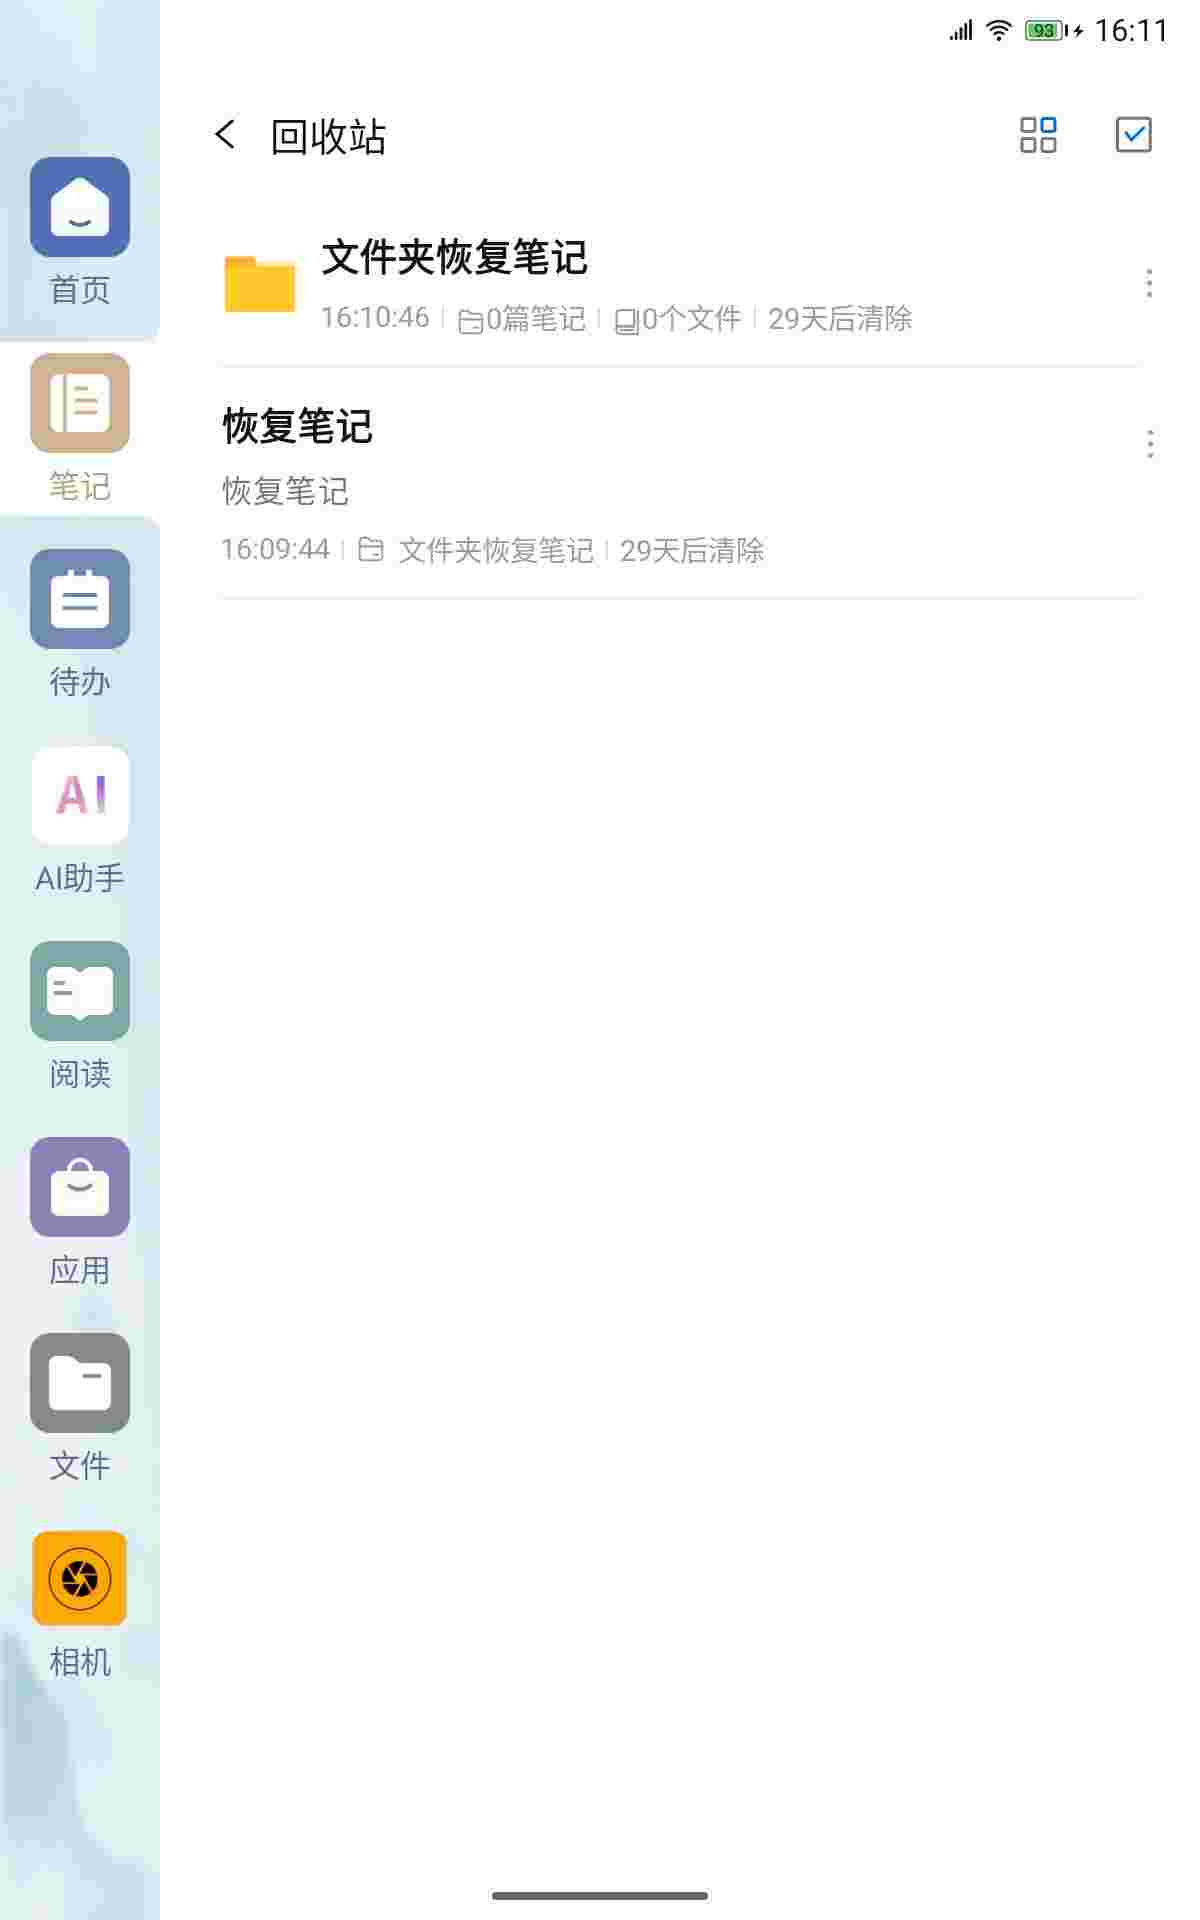 93 16:11
回收站
文件夹恢复笔记
16:10:46 0篇笔记 0个文件 29天后清除
恢复笔记
恢复笔记
16:09:44 文件夹恢复笔记 29天后清除
首页
笔记
待办
AI
AI助手
阅读
应用
文件
相机